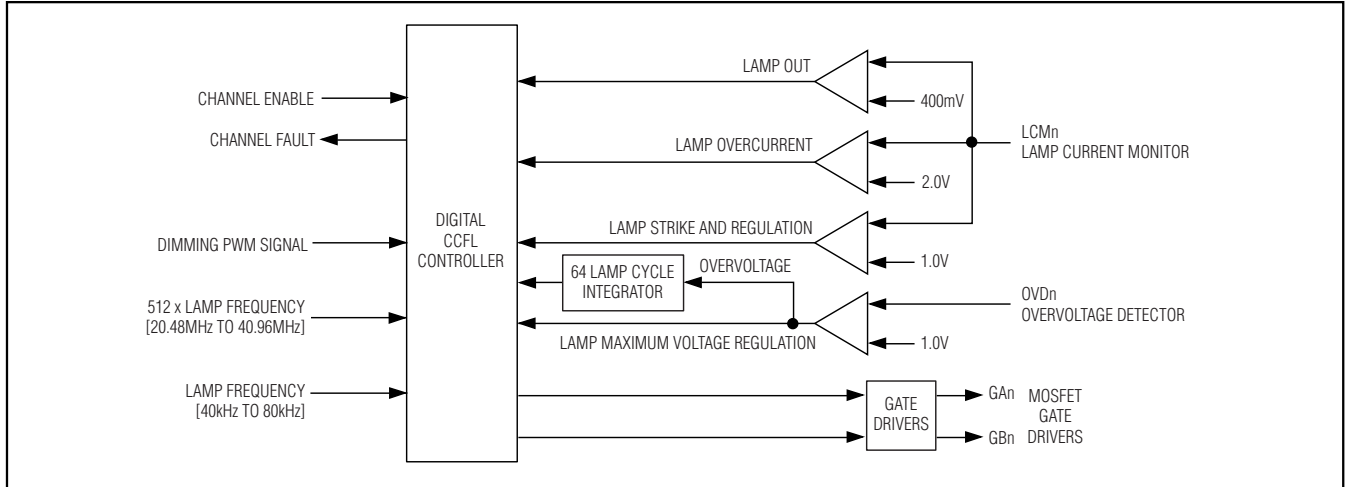 CHANNEL ENABLE
CHANNEL FAULT
DIMMING PWM SIGNAL
512 x LAMP FREQUENCY
[20.48MHz TO 40.96MHz]
LAMP FREQUENCY
[40kHz TO 80kHz]
DIGITAL
CCFL
CONTROLLER
LAMP OUT
400mV
LAMP OVERCURRENT
2.0V
LCMn
LAMP CURRENT MONITOR
LAMP STRIKE AND REGULATION
1.0V
64 LAMP CYCLE
INTEGRATOR
OVERVOLTAGE
OVDn
OVERVOLTAGE DETECTOR
LAMP MAXIMUM VOLTAGE REGULATION
1.0V
GATE
DRIVERS
GAn
GBn
MOSFET
GATE
DRIVERS